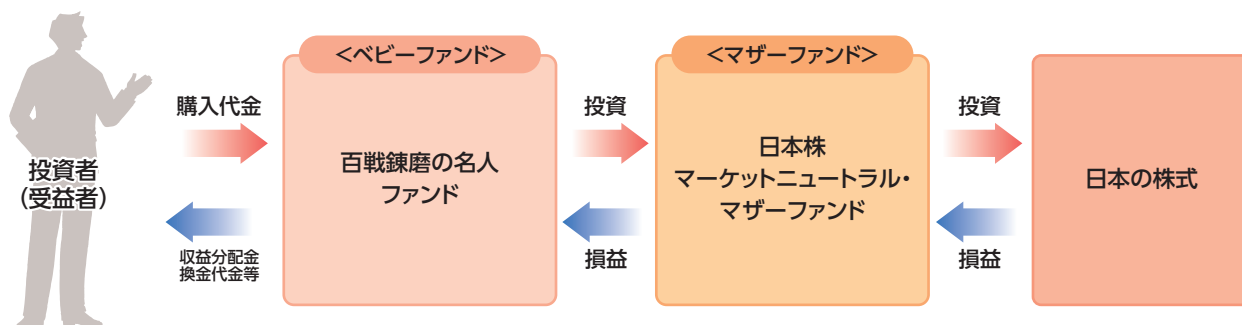 投資者
(受益者)
購入代金
収益分配金
換金代金等
<ベビーファンド>
百戦錬磨の名人
ファンド
投資
損益
<マザーファンド>
日本株
マーケットニュートラル・
マザーファンド
投資
損益
日本の株式